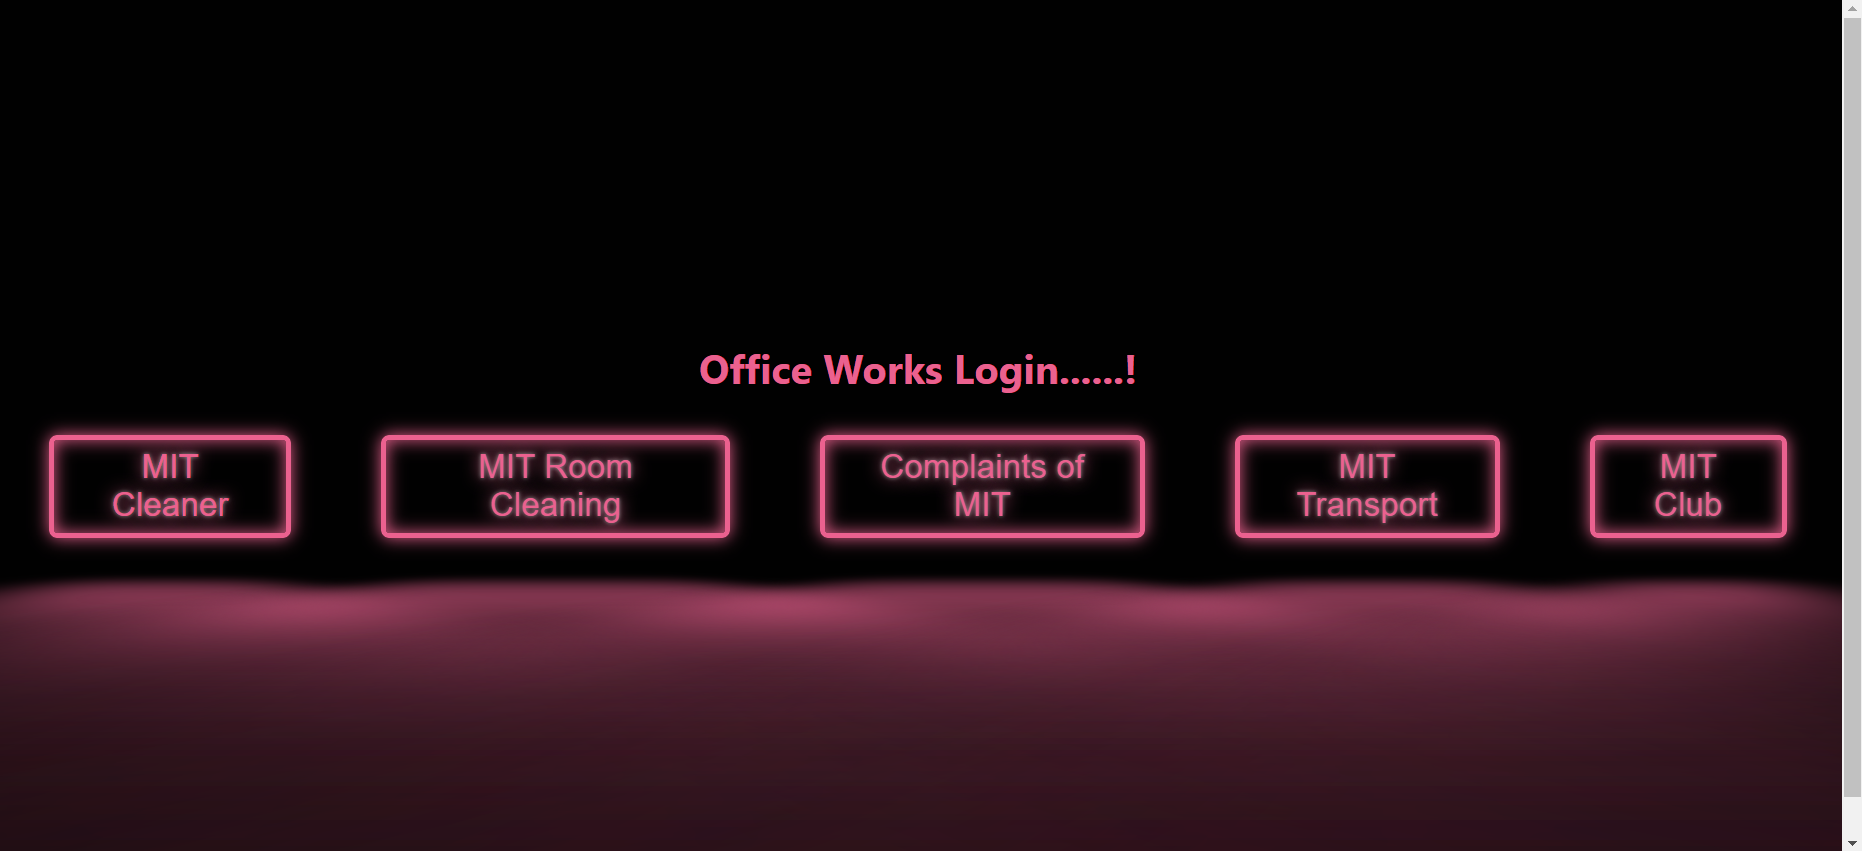 Office Works Login......!
MIT
Cleaner
MIT Room
Cleaning
Complaints of
MIT
MIT
Transport
MIT
Club